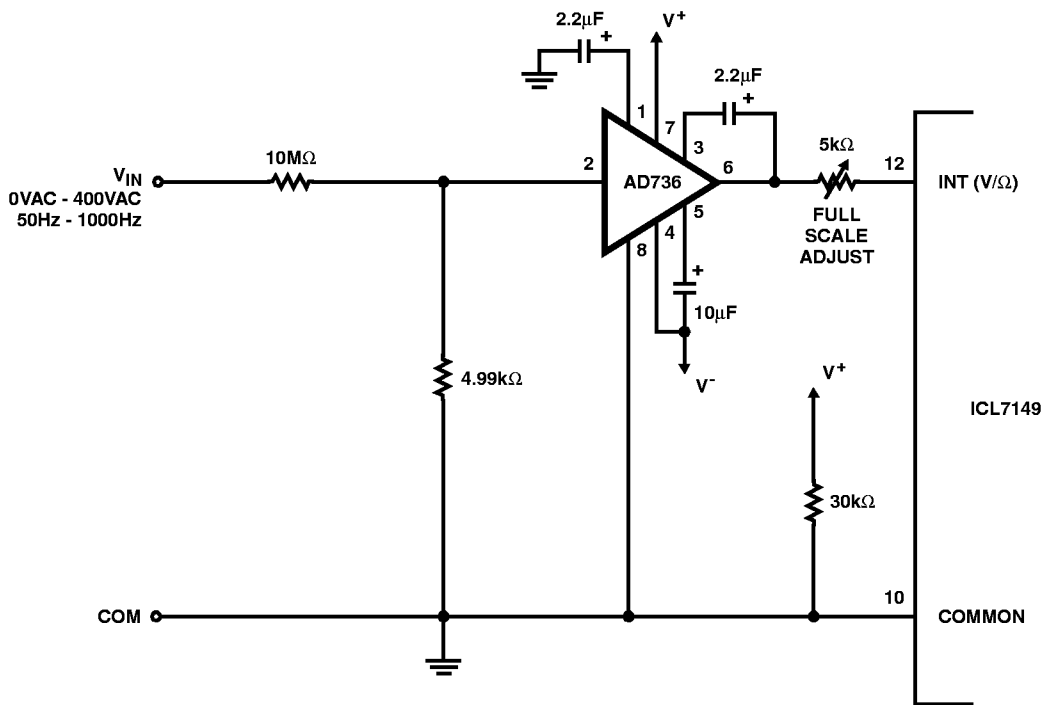 2.2µF
+
V+
2.2µF
+
1
7
3
10MΩ
2
AD736
6
5kΩ
12
VIN
0VAC - 400VAC
50Hz - 1000Hz
INT (V/Ω)
5
4
8
FULL
SCALE
ADJUST
+
10µF
4.99kΩ
V-
V+
ICL7149
30kΩ
10
COM
COMMON